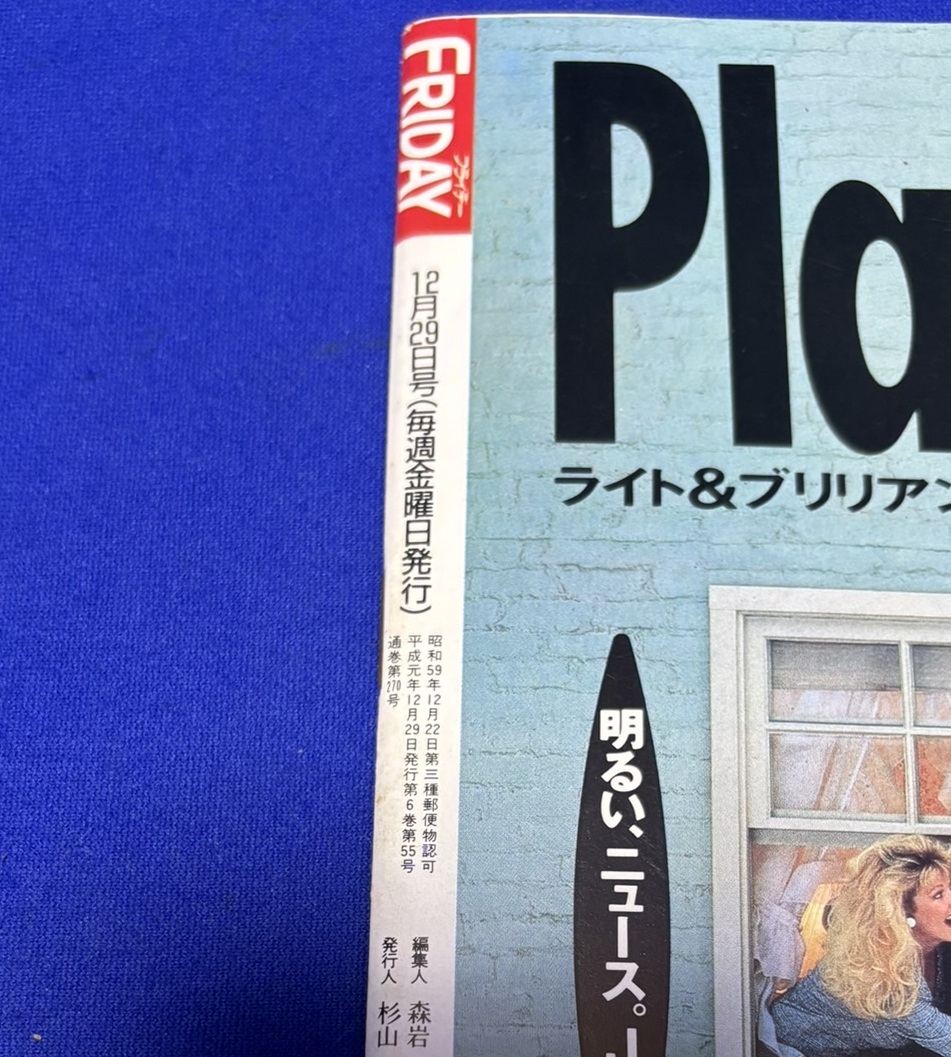 FRIDAY
フライデー
12月29日号(毎週金曜日発行)
昭和59年12月22日第三種郵便物認可
平成元年12月29日発行第6巻第55号
通巻第270号
編集人 森岩
発行人 杉山
Pla
ライト&ブリリアン
明るい、ニュース。